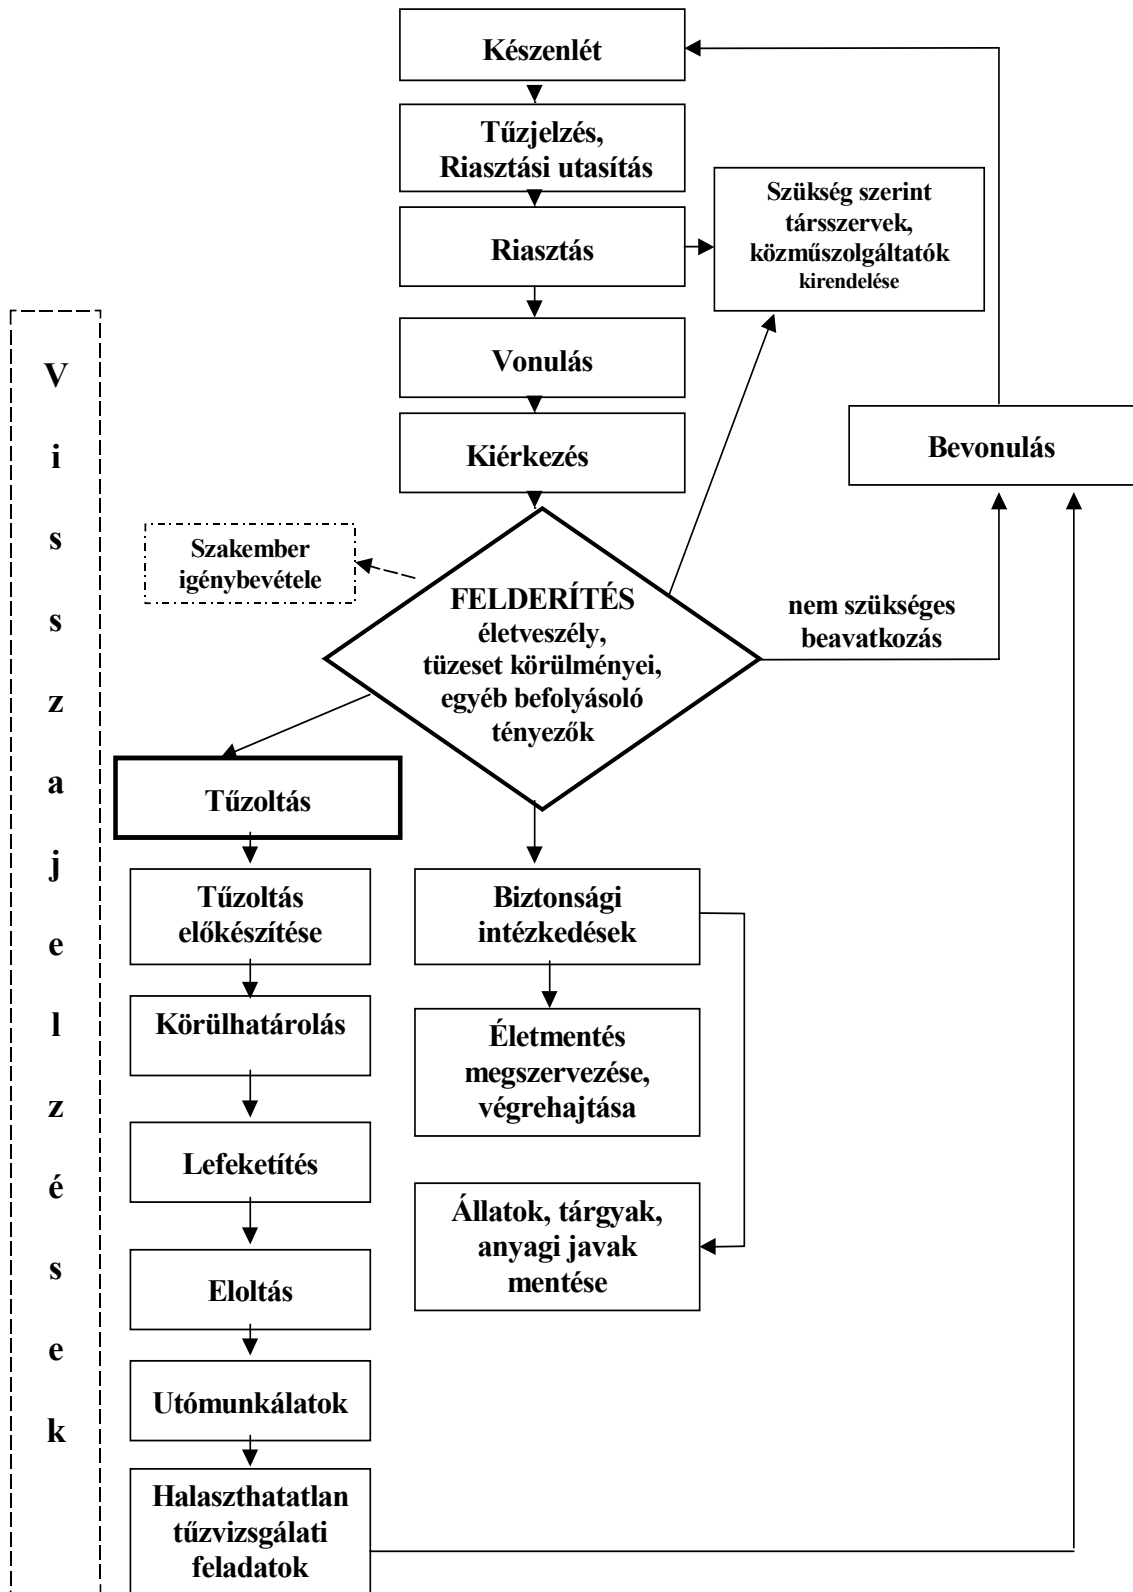 Készenlét
Tűzjelzés,
Riasztási utasítás
Riasztás
Szükség szerint
társszervek,
közműszolgáltatók
kirendelése
Vonulás
Kiérkezés
Bevonulás
Szakember
igénybevétele
FELDERÍTÉS
életveszély,
tüzeset körülményei,
egyéb befolyásoló
tényezők
nem szükséges
beavatkozás
Tűzoltás
Tűzoltás
előkészítése
Körülhatárolás
Lefeketítés
Eloltás
Utómunkálatok
Halaszthatatlan
tűzvizsgálati
feladatok
Biztonsági
intézkedések
Életmentés
megszervezése,
végrehajtása
Állatok, tárgyak,
anyagi javak
mentése
V
i
s
s
z
a
j
e
l
z
é
s
e
k